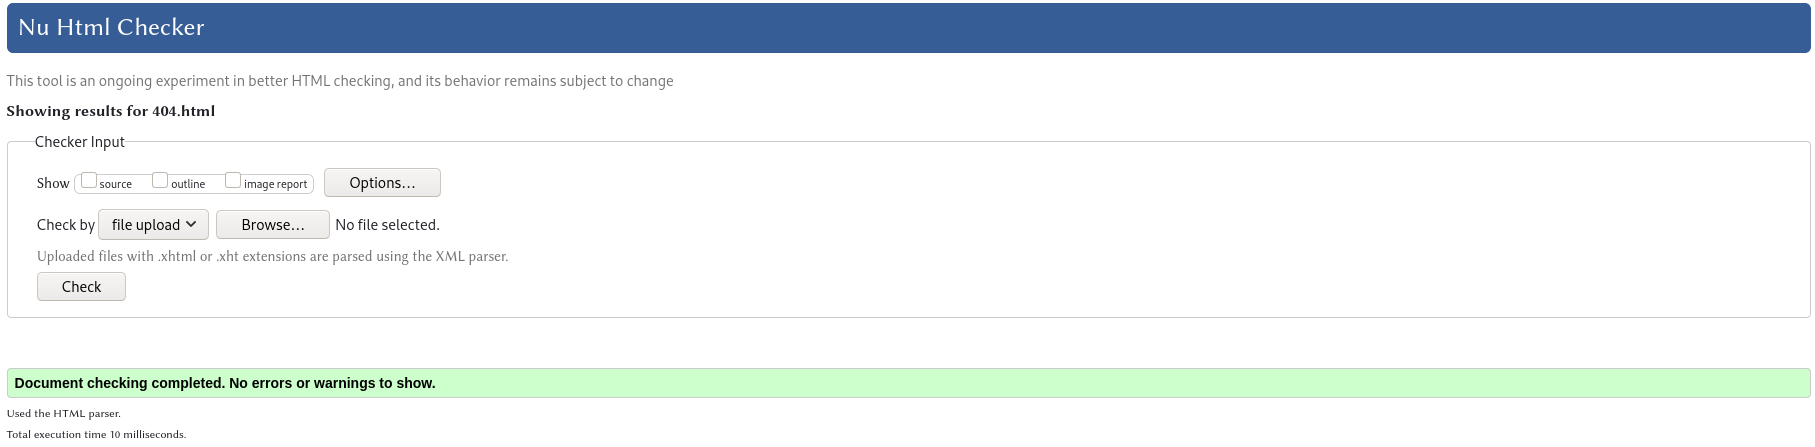 Nu Html Checker
This tool is an ongoing experiment in better HTML checking, and its behavior remains subject to change
Showing results for 404.html
Checker Input
Show source outline image report Options...
Check by file upload Browse... No file selected.
Uploaded files with .xhtml or .xht extensions are parsed using the XML parser.
Check
Document checking completed. No errors or warnings to show.
Used the HTML parser.
Total execution time 10 milliseconds.